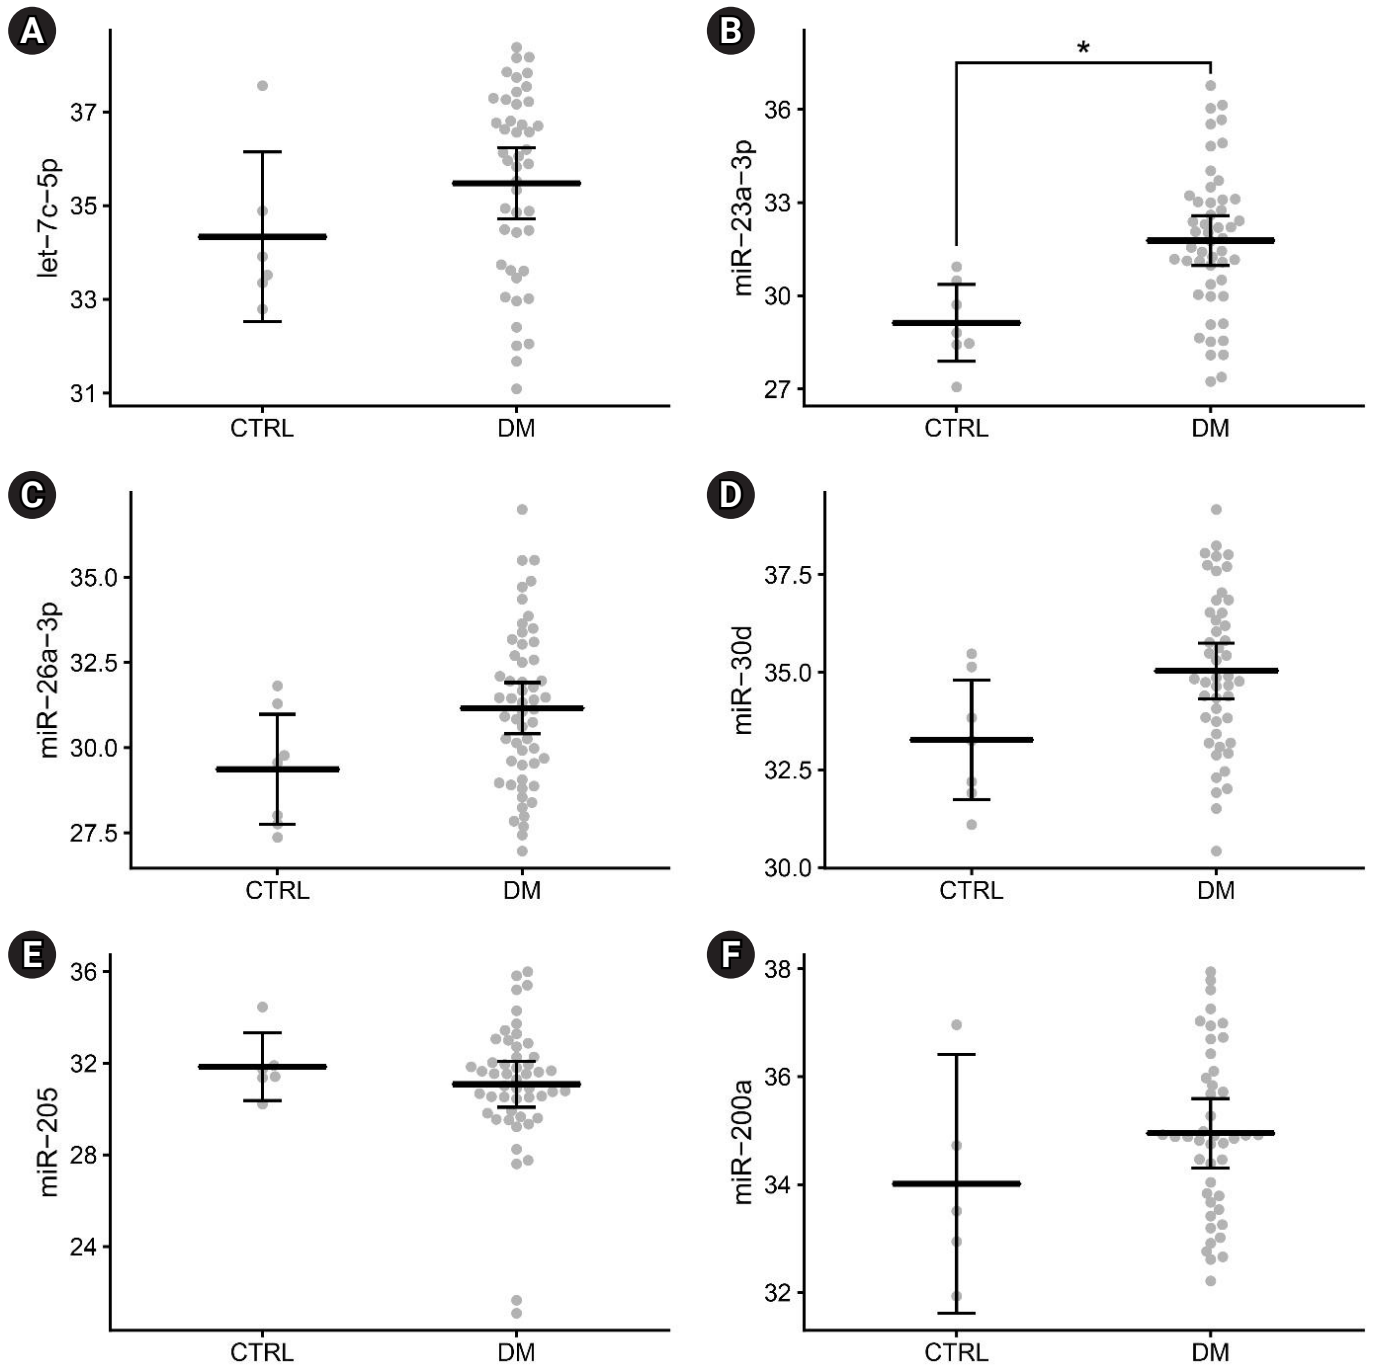 A
let−7c−5p
37
35
33
31
CTRL
DM
B
*
miR−23a−3p
36
33
30
27
CTRL
DM
C
miR−26a−3p
35.0
32.5
30.0
27.5
CTRL
DM
D
miR−30d
37.5
35.0
32.5
30.0
CTRL
DM
E
miR−205
36
32
28
24
CTRL
DM
F
miR−200a
38
36
34
32
CTRL
DM